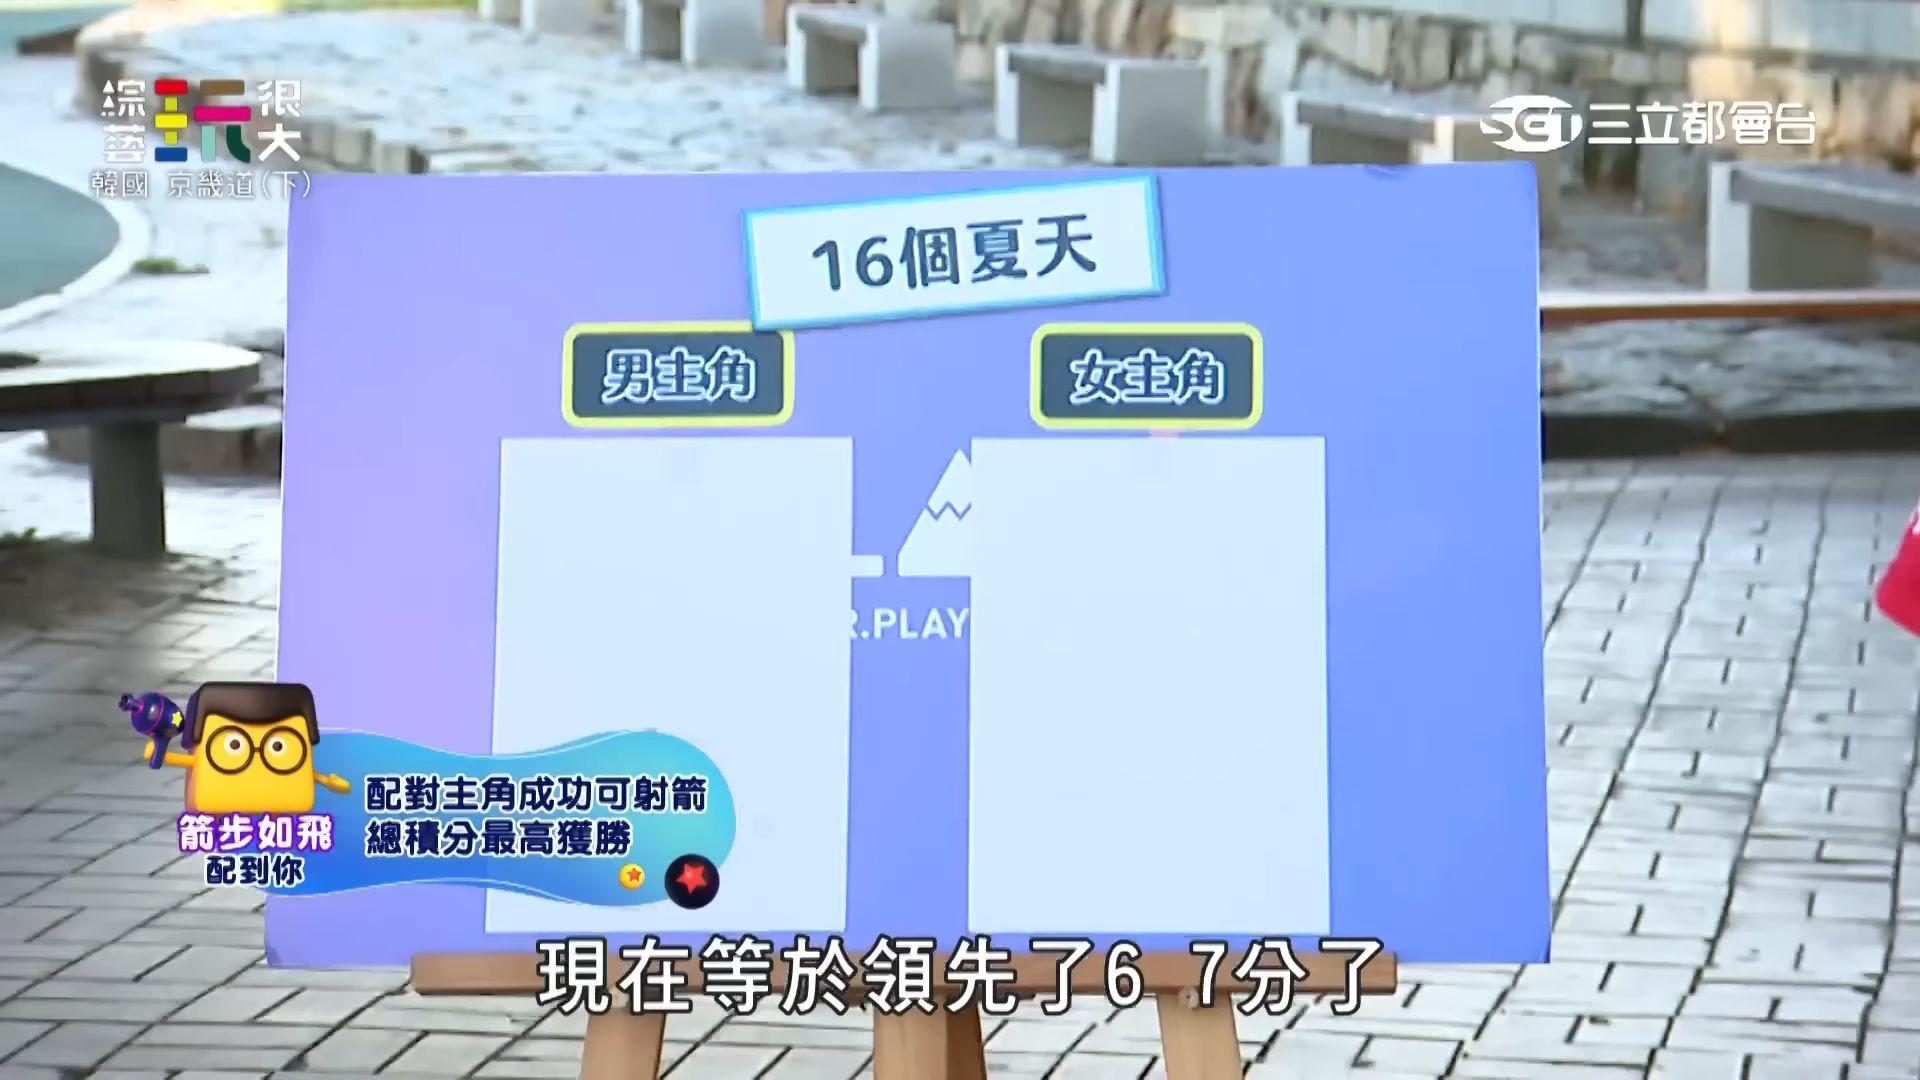 綜藝玩很大
韓國 京畿道(下)
SET三立都會台
16個夏天
男主角
女主角
R.PLAY
配對主角成功可射箭
總積分最高獲勝
箭步如飛
配到你
現在等於領先了6 7分了